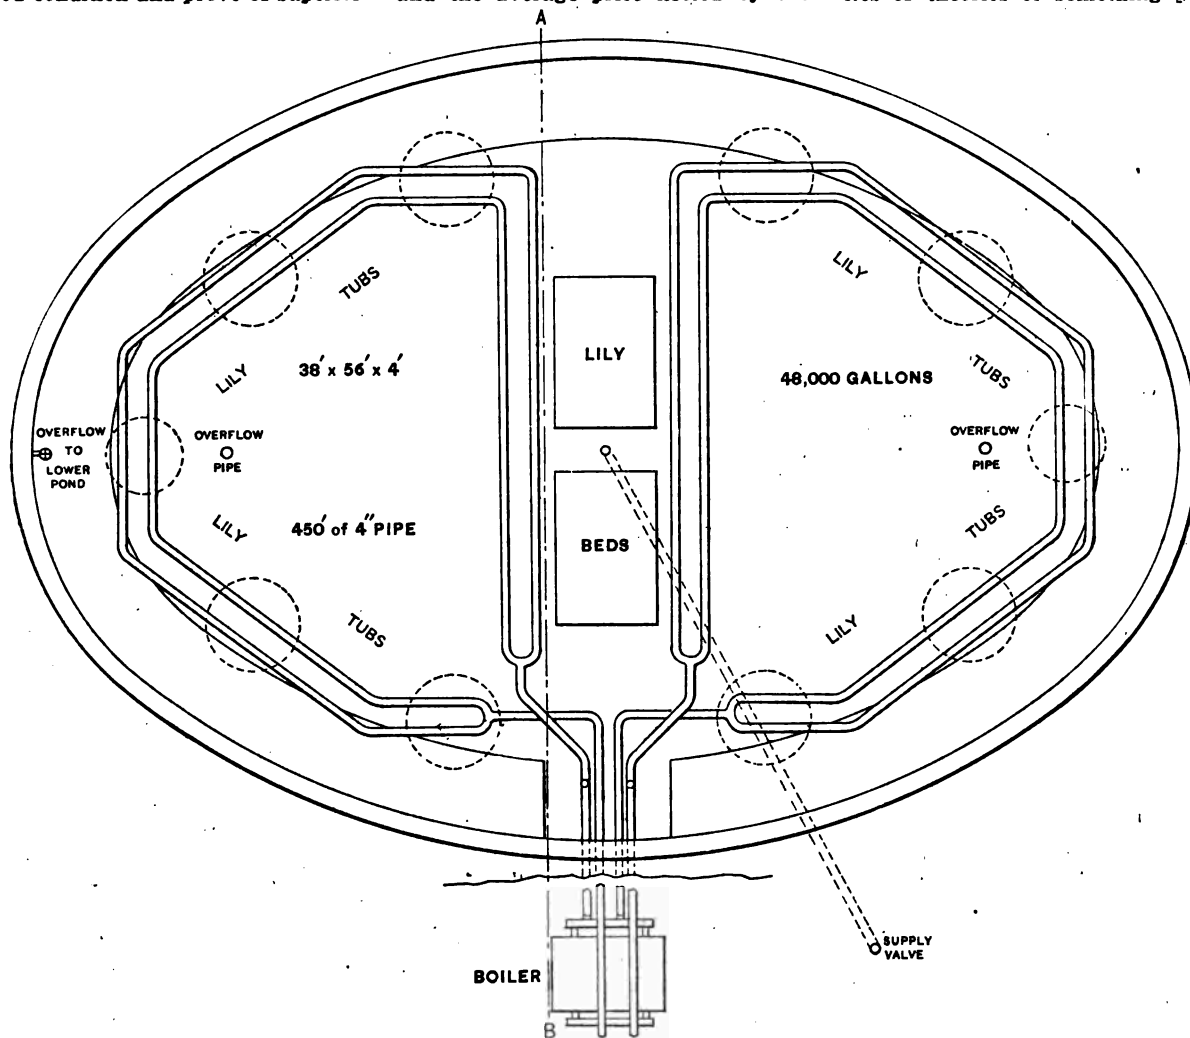 A
TUBS
LILY
LILY
38' x 56' x 4'
LILY
48,000 GALLONS
TUBS
OVERFLOW
TO
LOWER
POND
OVERFLOW
PIPE
OVERFLOW
PIPE
LILY
450' of 4" PIPE
BEDS
TUBS
TUBS
LILY
SUPPLY
VALVE
BOILER
B